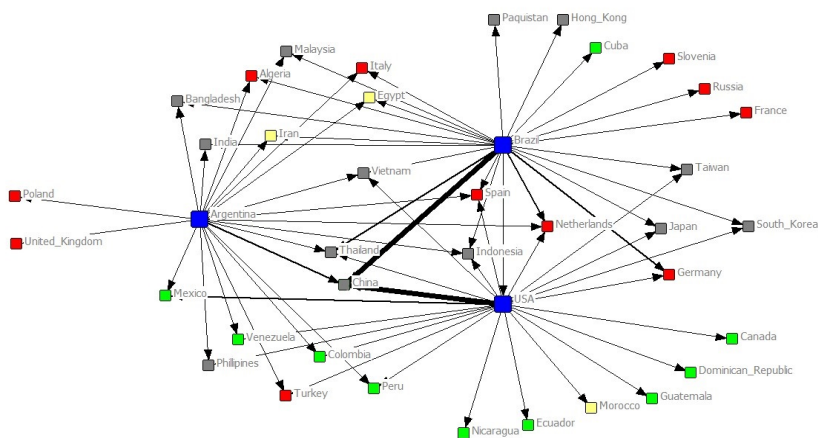 Paquistan
Hong_Kong
Malaysia
Cuba
Slovenia
Algeria
Italy
Russia
Bangladesh
Egypt
France
India
Iran
Brazil
Vietnam
Taiwan
Poland
Spain
Argentina
Netherlands
Japan
South_Korea
United_Kingdom
Thailand
Indonesia
China
Germany
Mexico
USA
Venezuela
Canada
Philipines
Colombia
Dominican_Republic
Turkey
Peru
Guatemala
Morocco
Ecuador
Nicaragua